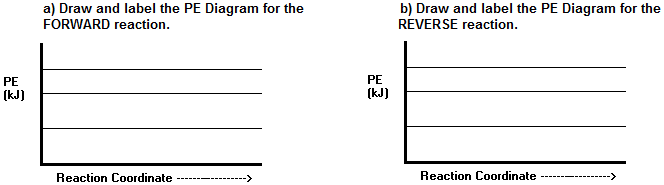 a) Draw and label the PE Diagram for the
FORWARD reaction.
PE
(kJ)
Reaction Coordinate -------------------->
b) Draw and label the PE Diagram for the
REVERSE reaction.
PE
(kJ)
Reaction Coordinate -------------------->